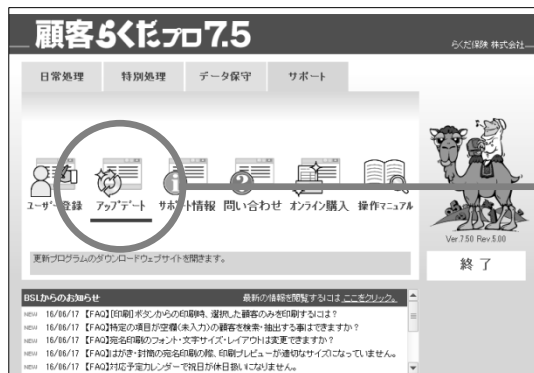 顧客らくだプロ7.5
らくだ保険 株式会社
日常処理 特別処理 データ保守 サポート
ユーザー登録 アップデート サポート情報 問い合わせ オンライン購入 操作マニュアル
Ver.7.50 Rev.5.00
更新プログラムのダウンロードウェブサイトを開きます。
終了
BSLからのお知らせ 最新の情報を閲覧するにはここをクリック。
NEW 16/06/17 【FAQ】[印刷]ボタンからの印刷時、選択した顧客のみを印刷するには？
NEW 16/06/17 【FAQ】特定の項目が空欄(未入力)の顧客を検索・抽出する事はできますか？
NEW 16/06/17 【FAQ】宛名印刷のフォント・文字サイズ・レイアウトは変更できますか？
NEW 16/06/17 【FAQ】はがき・封筒の宛名印刷の際、印刷プレビューが適切なサイズになっていません。
NEW 16/06/17 【FAQ】対応予定カレンダーで祝日が休日扱いになりません。